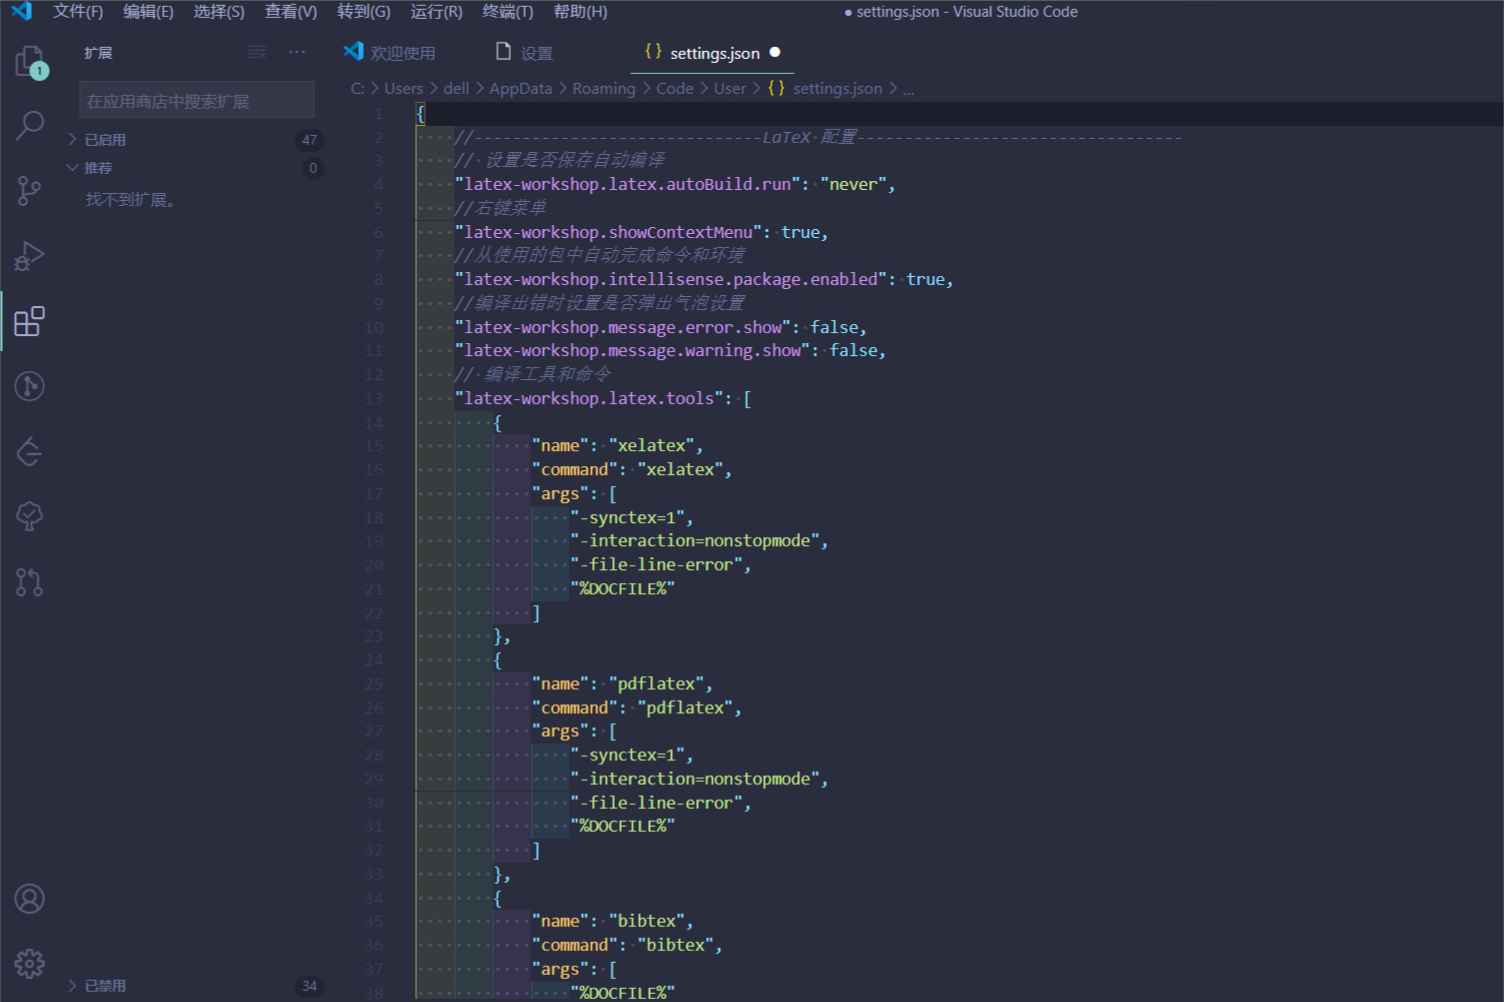 文件(F) 编辑(E) 选择(S) 查看(V) 转到(G) 运行(R) 终端(T) 帮助(H)
● settings.json - Visual Studio Code
扩展
1
在应用商店中搜索扩展
已启用 47
推荐 0
找不到扩展。
已禁用 34
欢迎使用 设置 {} settings.json ●
C: > Users > dell > AppData > Roaming > Code > User > {} settings.json > ...
1 {
2 //------------------------------LaTeX 配置----------------------------------
3 // 设置是否保存自动编译
4 "latex-workshop.latex.autoBuild.run": "never",
5 //右键菜单
6 "latex-workshop.showContextMenu": true,
7 //从使用的包中自动完成命令和环境
8 "latex-workshop.intellisense.package.enabled": true,
9 //编译出错时设置是否弹出气泡设置
10 "latex-workshop.message.error.show": false,
11 "latex-workshop.message.warning.show": false,
12 // 编译工具和命令
13 "latex-workshop.latex.tools": [
14 {
15 "name": "xelatex",
16 "command": "xelatex",
17 "args": [
18 "-synctex=1",
19 "-interaction=nonstopmode",
20 "-file-line-error",
21 "%DOCFILE%"
22 ]
23 },
24 {
25 "name": "pdflatex",
26 "command": "pdflatex",
27 "args": [
28 "-synctex=1",
29 "-interaction=nonstopmode",
30 "-file-line-error",
31 "%DOCFILE%"
32 ]
33 },
34 {
35 "name": "bibtex",
36 "command": "bibtex",
37 "args": [
38 "%DOCFILE%"